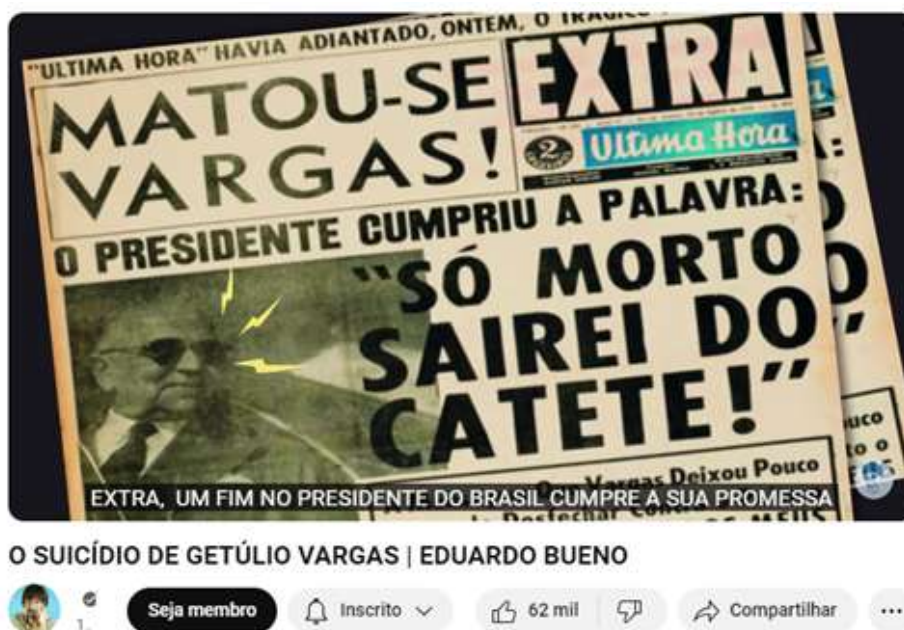 "ULTIMA HORA" HAVIA ADIANTADO, ONTEM, O TRÁGICO
MATOU-SE
VARGAS!
EXTRA
2
Ultima Hora
O PRESIDENTE CUMPRIU A PALAVRA:
"SÓ MORTO
SAIREI DO
CATETE!"
Vargas Deixou Pouco
EXTRA, UM FIM NO PRESIDENTE DO BRASIL CUMPRE A SUA PROMESSA
O SUICÍDIO DE GETÚLIO VARGAS | EDUARDO BUENO
Seja membro
Inscrito
62 mil
Compartilhar